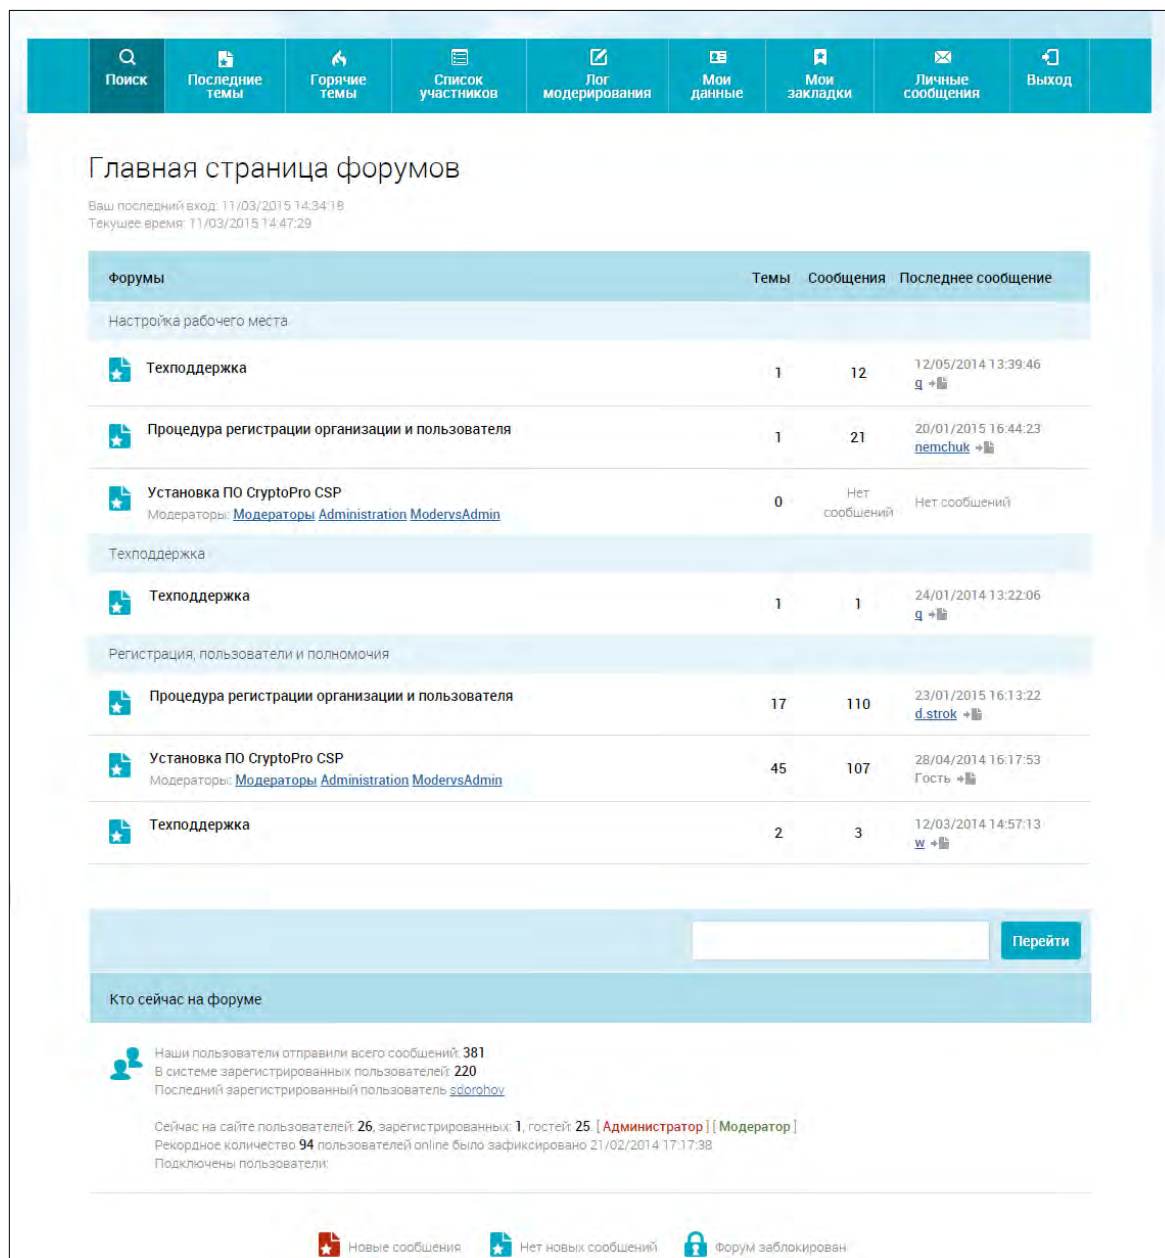 Поиск
Последние темы
Горячие темы
Список участников
Лог модерирования
Мои данные
Мои закладки
Личные сообщения
Выход
Главная страница форумов
Ваш последний вход: 11/03/2015 14:34:18
Текущее время: 11/03/2015 14:47:29
Форумы Темы Сообщения Последнее сообщение
Настройка рабочего места
Техподдержка 1 12 12/05/2014 13:39:46
q
Процедура регистрации организации и пользователя 1 21 20/01/2015 16:44:23
nemchuk
Установка ПО CryptoPro CSP 0 Нет сообщений Нет сообщений
Модераторы: Модераторы Administration ModervsAdmin
Техподдержка
Техподдержка 1 1 24/01/2014 13:22:06
q
Регистрация, пользователи и полномочия
Процедура регистрации организации и пользователя 17 110 23/01/2015 16:13:22
d.strok
Установка ПО CryptoPro CSP 45 107 28/04/2014 16:17:53
Модераторы: Модераторы Administration ModervsAdmin Гость
Техподдержка 2 3 12/03/2014 14:57:13
w
Перейти
Кто сейчас на форуме
Наши пользователи отправили всего сообщений: 381
В системе зарегистрированных пользователей: 220
Последний зарегистрированный пользователь sdorohov
Сейчас на сайте пользователей: 26, зарегистрированных: 1, гостей: 25. [ Администратор ] [ Модератор ]
Рекордное количество 94 пользователей online было зафиксировано 21/02/2014 17:17:38
Подключены пользователи:
Новые сообщения Нет новых сообщений Форум заблокирован